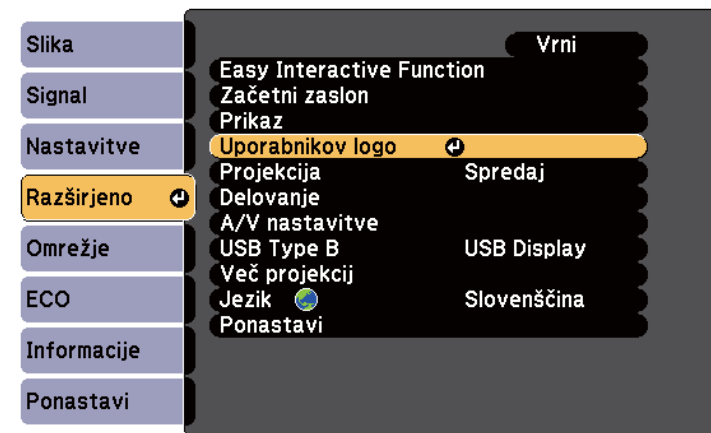 Slika
Signal
Nastavitve
Razširjeno
Omrežje
ECO
Informacije
Ponastavi
Vrni
Easy Interactive Function
Začetni zaslon
Prikaz
Uporabnikov logo
Projekcija Spredaj
Delovanje
A/V nastavitve
USB Type B USB Display
Več projekcij
Jezik Slovenščina
Ponastavi